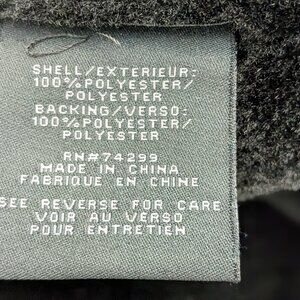 SHELL/EXTERIEUR:
100%POLYESTER/
POLYESTER
BACKING/VERSO:
100%POLYESTER/
POLYESTER
RN#74299
MADE IN CHINA
FABRIQUE EN CHINE
SEE REVERSE FOR CARE
VOIR AU VERSO
POUR ENTRETIEN